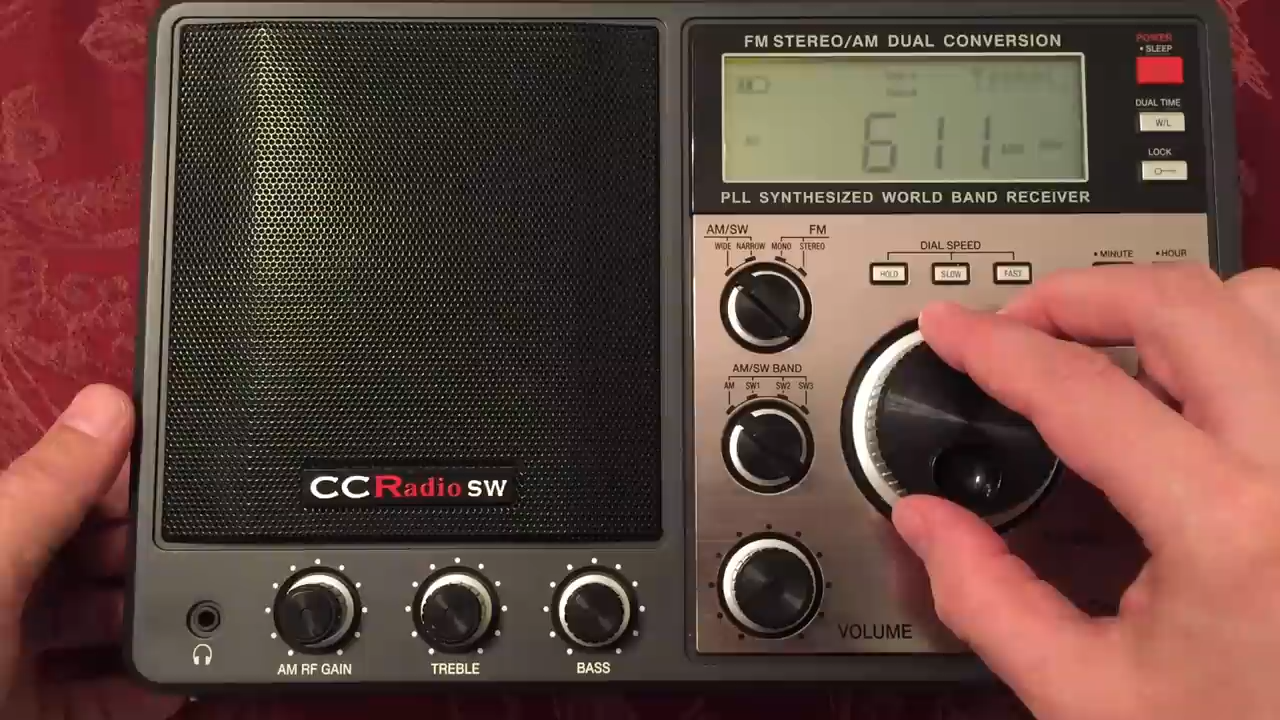 FM STEREO/AM DUAL CONVERSION
POWER
• SLEEP
DUAL TIME
W/L
LOCK
611
PLL SYNTHESIZED WORLD BAND RECEIVER
AM/SW FM
WIDE NARROW MONO STEREO
DIAL SPEED
HOLD SLOW FAST
• MINUTE • HOUR
AM/SW BAND
AM SW1 SW2 SW3
CCRadio SW
VOLUME
AM RF GAIN TREBLE BASS